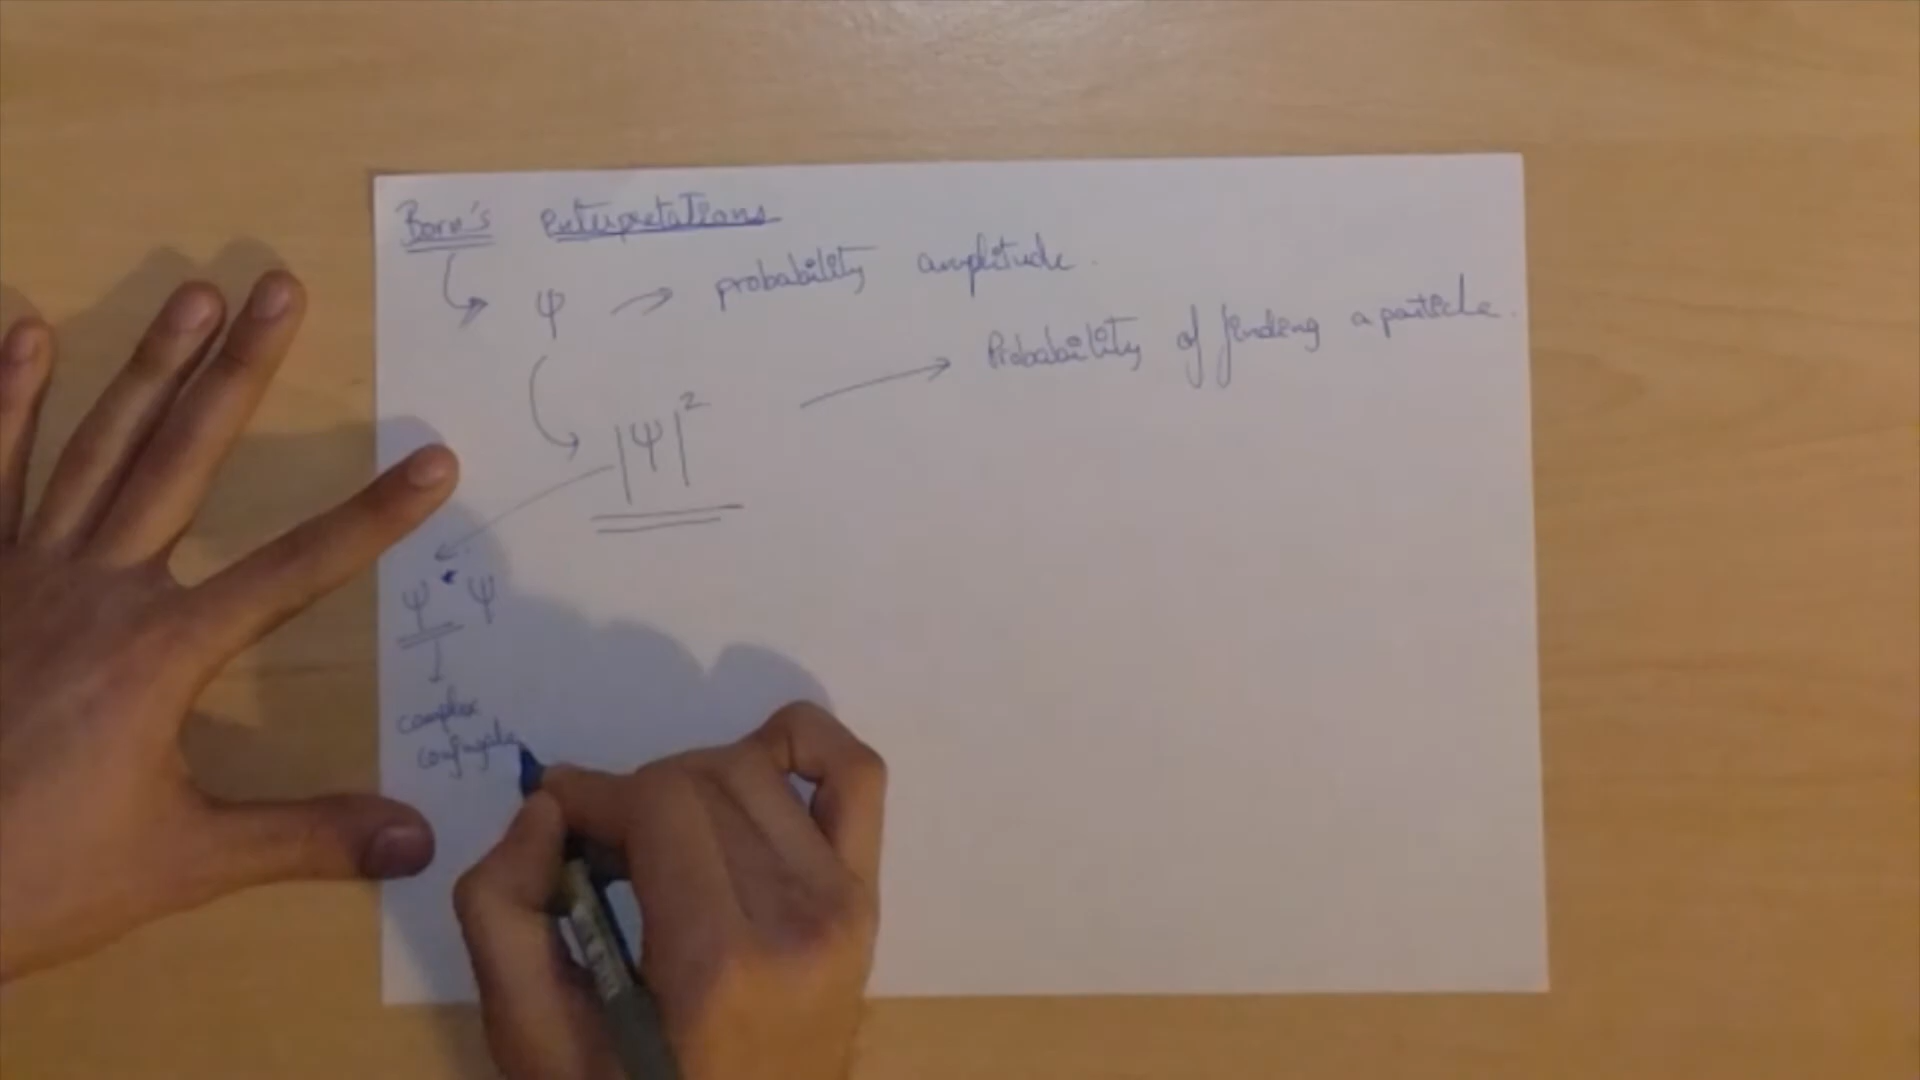 Born's interpretations
ψ → probability amplitude.
|ψ|² → Probability of finding a particle.
ψ* ψ
complex
conjugate